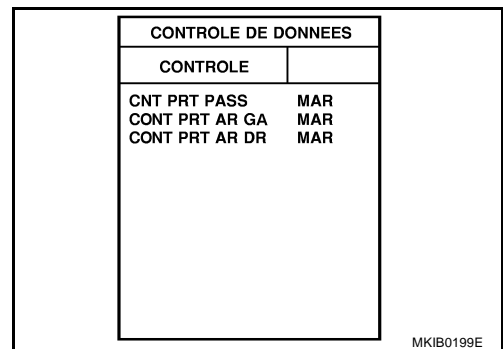 CONTROLE DE DONNEES
CONTROLE
CNT PRT PASS MAR
CONT PRT AR GA MAR
CONT PRT AR DR MAR
MKIB0199E